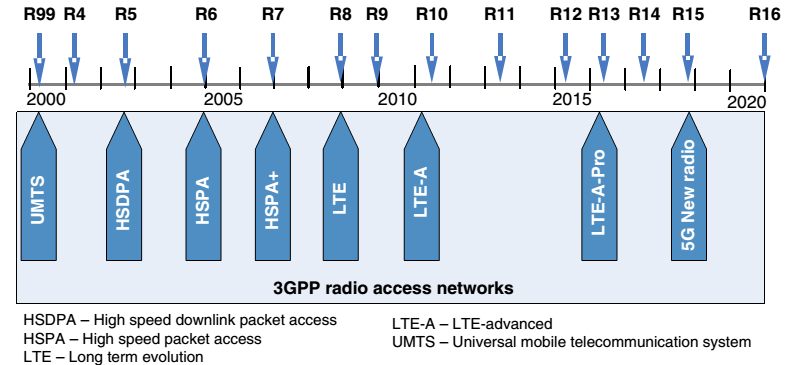 R99 R4 R5 R6 R7 R8 R9 R10 R11 R12 R13 R14 R15 R16
2000 2005 2010 2015 2020
UMTS
HSDPA
HSPA
HSPA+
LTE
LTE-A
LTE-A-Pro
5G New radio
3GPP radio access networks
HSDPA – High speed downlink packet access
HSPA – High speed packet access
LTE – Long term evolution
LTE-A – LTE-advanced
UMTS – Universal mobile telecommunication system